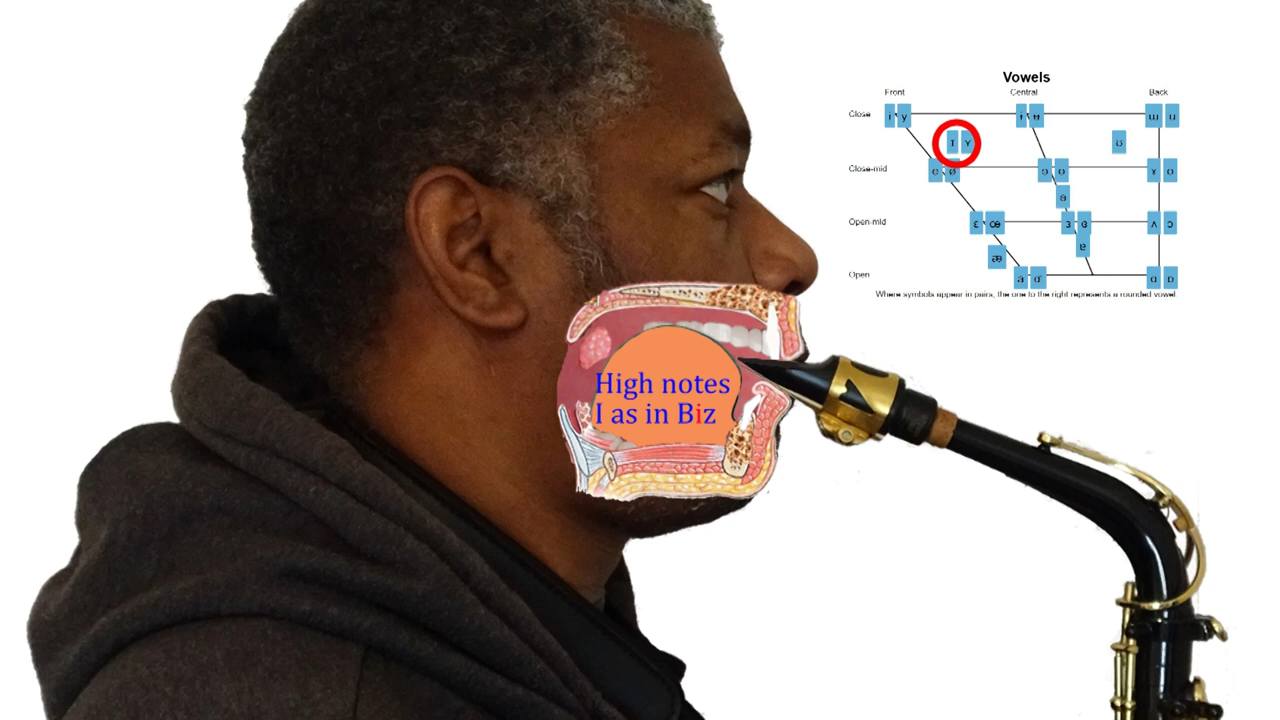 Vowels
Front Central Back
Close i y ɨ ʉ ɯ u
ɪ ʏ ʊ
Close-mid e ø ɘ ɵ ɤ o
ə
Open-mid ɛ œ ɜ ɞ ʌ ɔ
æ ɐ
Open a ɶ ɑ ɒ
Where symbols appear in pairs, the one to the right represents a rounded vowel.
High notes
I as in Biz